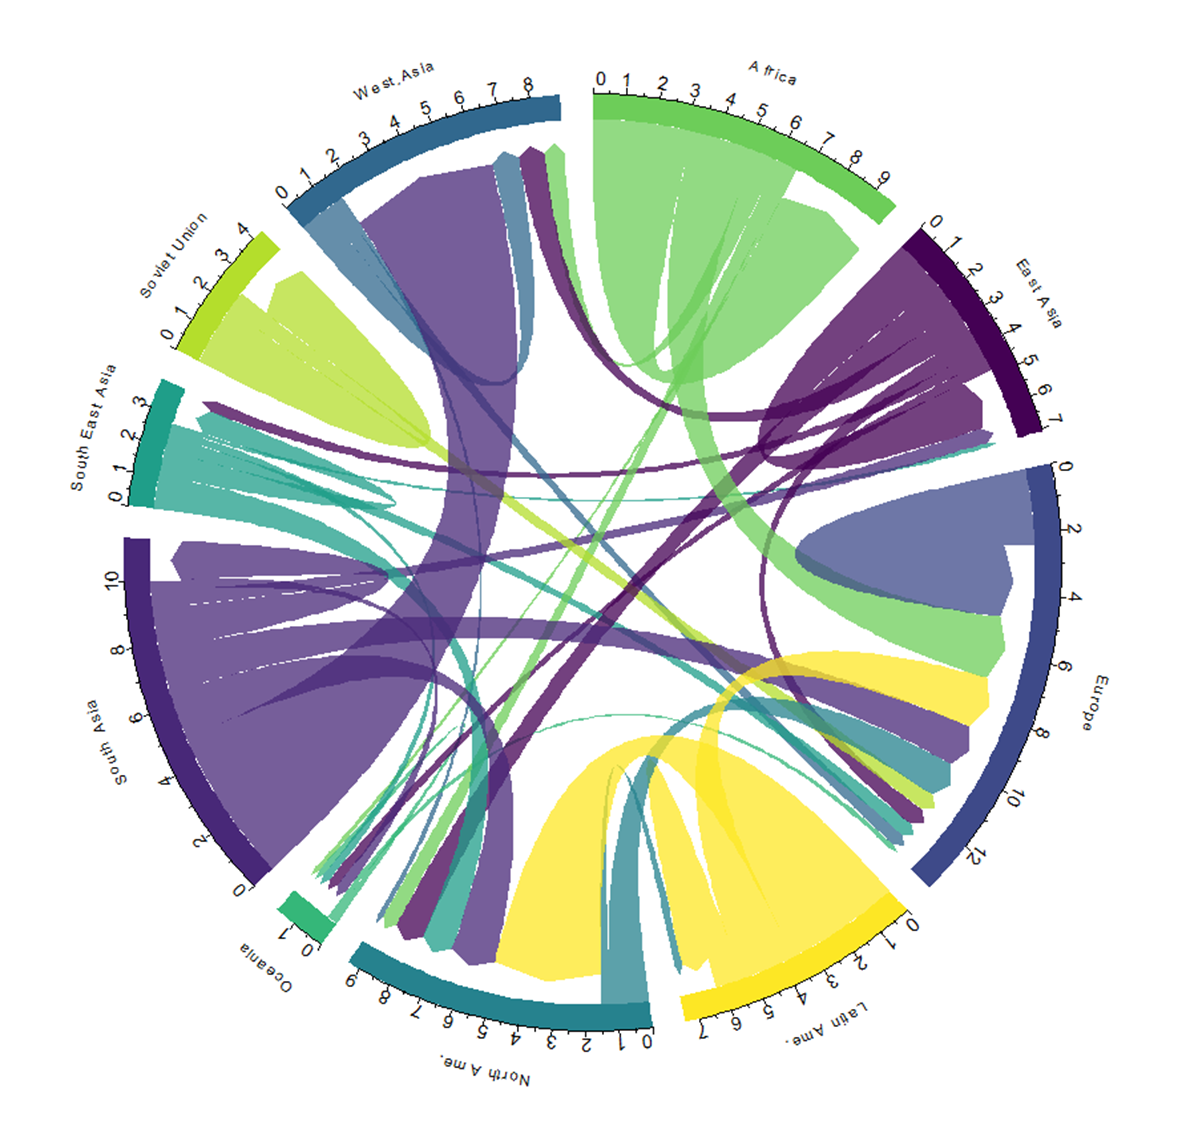 Africa
0 1 2 3 4 5 6 7 8 9
East Asia
0 1 2 3 4 5 6 7
Europe
0 2 4 6 8 10 12
Latin Ame.
0 1 2 3 4 5 6 7
North Ame.
0 1 2 3 4 5 6 7 8 9
Oceania
0 1
South Asia
0 2 4 6 8 10
South East Asia
0 1 2 3
Soviet Union
0 1 2 3 4
West.Asia
0 1 2 3 4 5 6 7 8